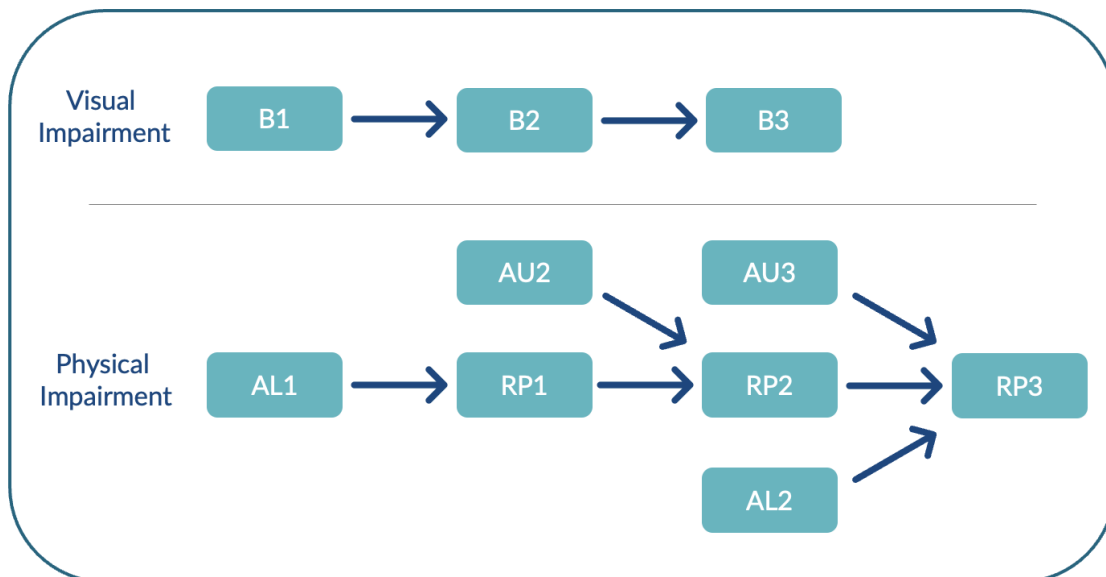 Visual
Impairment
B1
B2
B3
AU2
AU3
Physical
Impairment
AL1
RP1
RP2
RP3
AL2